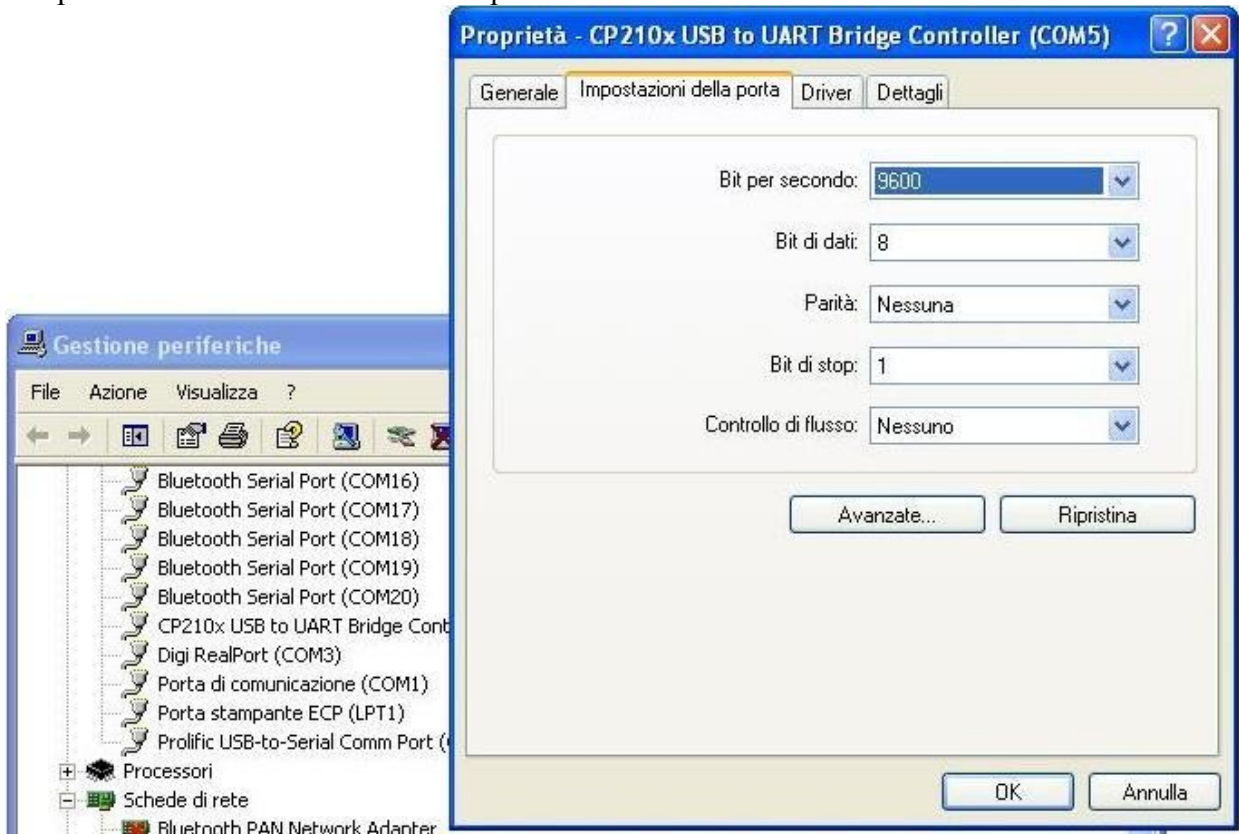 Proprietà - CP210x USB to UART Bridge Controller (COM5)
Generale Impostazioni della porta Driver Dettagli
Bit per secondo: 9600
Bit di dati: 8
Parità: Nessuna
Bit di stop: 1
Controllo di flusso: Nessuno
Avanzate... Ripristina
OK Annulla
Gestione periferiche
File Azione Visualizza ?
Bluetooth Serial Port (COM16)
Bluetooth Serial Port (COM17)
Bluetooth Serial Port (COM18)
Bluetooth Serial Port (COM19)
Bluetooth Serial Port (COM20)
CP210x USB to UART Bridge Cont
Digi RealPort (COM3)
Porta di comunicazione (COM1)
Porta stampante ECP (LPT1)
Prolific USB-to-Serial Comm Port (
Processori
Schede di rete
Bluetooth PAN Network Adapter